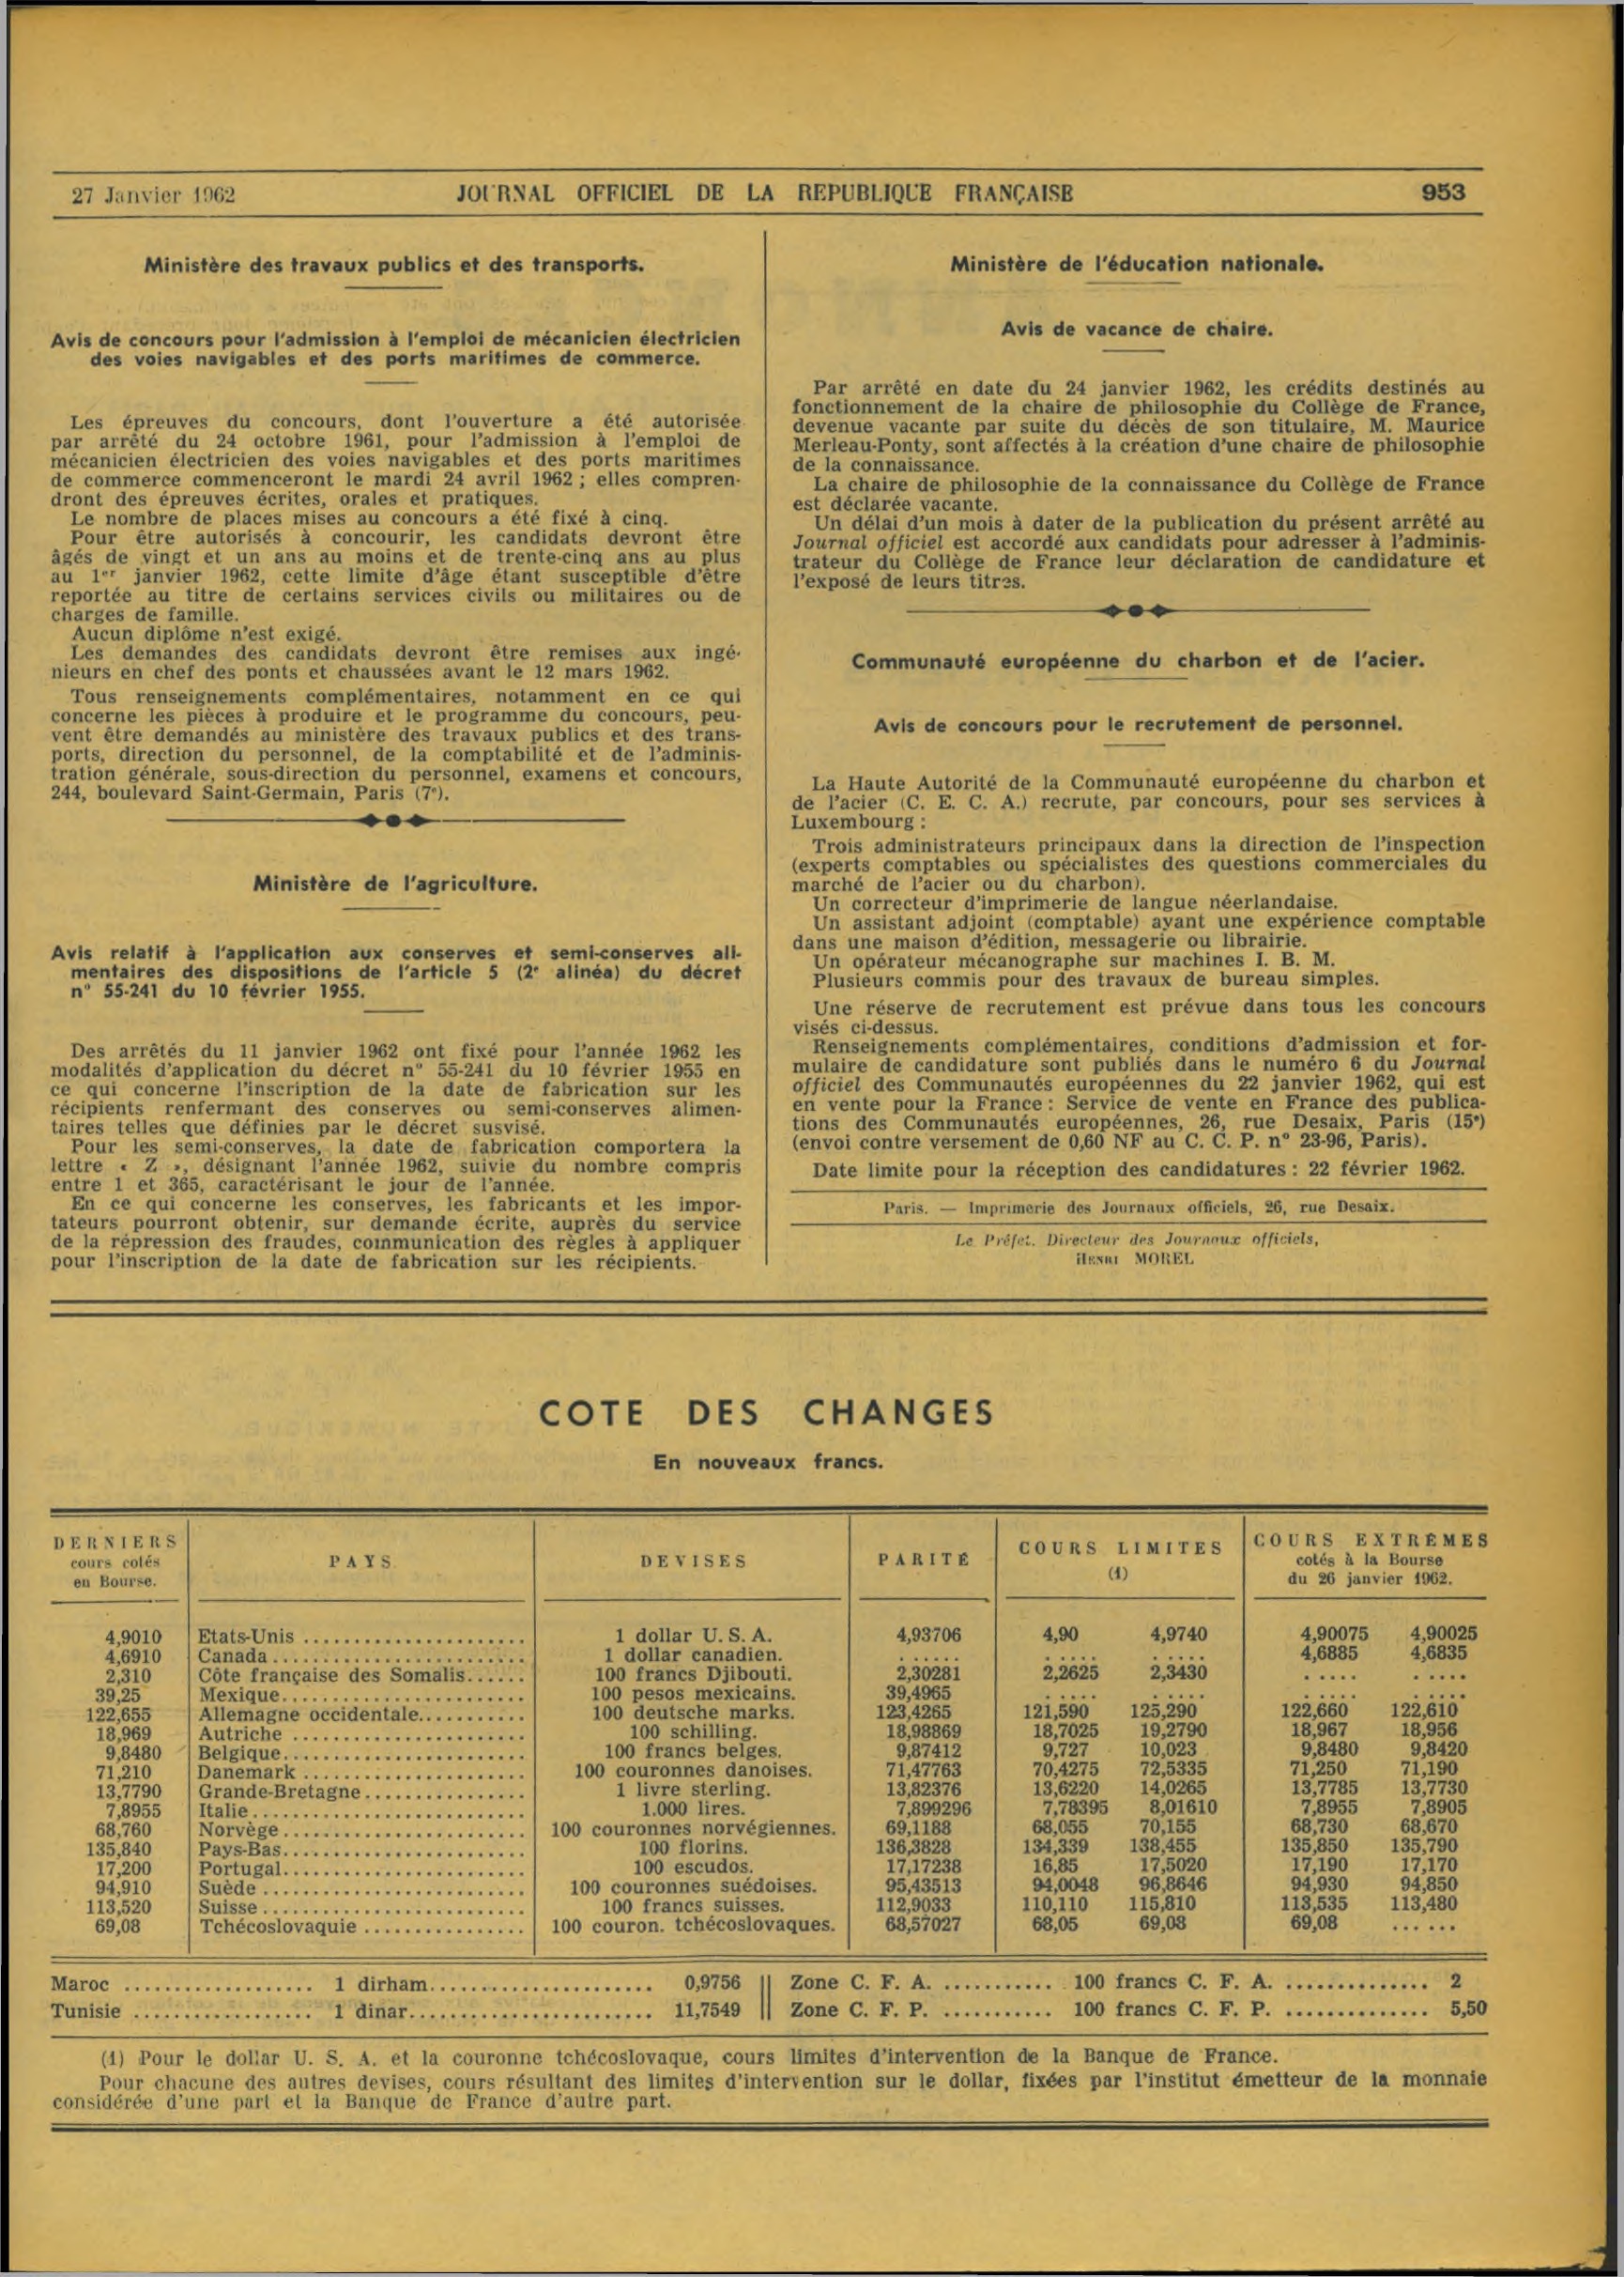 27 Janvier 1962 JOURNAL OFFICIEL DE LA REPUBLIQUE FRANÇAISE 953
Ministère des travaux publics et des transports.
Avis de concours pour l'admission à l'emploi de mécanicien électricien
des voies navigables et des ports maritimes de commerce.
Les épreuves du concours, dont l'ouverture a été autorisée
par arrêté du 24 octobre 1961, pour l'admission à l'emploi de
mécanicien électricien des voies navigables et des ports maritimes
de commerce commenceront le mardi 24 avril 1962 ; elles compren-
dront des épreuves écrites, orales et pratiques.
Le nombre de places mises au concours a été fixé à cinq.
Pour être autorisés à concourir, les candidats devront être
âgés de vingt et un ans au moins et de trente-cinq ans au plus
au 1er janvier 1962, cette limite d'âge étant susceptible d'être
reportée au titre de certains services civils ou militaires ou de
charges de famille.
Aucun diplôme n'est exigé.
Les demandes des candidats devront être remises aux ingé-
nieurs en chef des ponts et chaussées avant le 12 mars 1962.
Tous renseignements complémentaires, notamment en ce qui
concerne les pièces à produire et le programme du concours, peu-
vent être demandés au ministère des travaux publics et des trans-
ports, direction du personnel, de la comptabilité et de l'adminis-
tration générale, sous-direction du personnel, examens et concours,
244, boulevard Saint-Germain, Paris (7e).
Ministère de l'agriculture.
Avis relatif à l'application aux conserves et semi-conserves ali-
mentaires des dispositions de l'article 5 (2e alinéa) du décret
n° 55-241 du 10 février 1955.
Des arrêtés du 11 janvier 1962 ont fixé pour l'année 1962 les
modalités d'application du décret n° 55-241 du 10 février 1955 en
ce qui concerne l'inscription de la date de fabrication sur les
récipients renfermant des conserves ou semi-conserves alimen-
taires telles que définies par le décret susvisé.
Pour les semi-conserves, la date de fabrication comportera la
lettre « Z », désignant l'année 1962, suivie du nombre compris
entre 1 et 365, caractérisant le jour de l'année.
En ce qui concerne les conserves, les fabricants et les impor-
tateurs pourront obtenir, sur demande écrite, auprès du service
de la répression des fraudes, communication des règles à appliquer
pour l'inscription de la date de fabrication sur les récipients.
Ministère de l'éducation nationale.
Avis de vacance de chaire.
Par arrêté en date du 24 janvier 1962, les crédits destinés au
fonctionnement de la chaire de philosophie du Collège de France,
devenue vacante par suite du décès de son titulaire, M. Maurice
Merleau-Ponty, sont affectés à la création d'une chaire de philosophie
de la connaissance.
La chaire de philosophie de la connaissance du Collège de France
est déclarée vacante.
Un délai d'un mois à dater de la publication du présent arrêté au
Journal officiel est accordé aux candidats pour adresser à l'adminis-
trateur du Collège de France leur déclaration de candidature et
l'exposé de leurs titres.
Communauté européenne du charbon et de l'acier.
Avis de concours pour le recrutement de personnel.
La Haute Autorité de la Communauté européenne du charbon et
de l'acier (C. E. C. A.) recrute, par concours, pour ses services à
Luxembourg :
Trois administrateurs principaux dans la direction de l'inspection
(experts comptables ou spécialistes des questions commerciales du
marché de l'acier ou du charbon).
Un correcteur d'imprimerie de langue néerlandaise.
Un assistant adjoint (comptable) ayant une expérience comptable
dans une maison d'édition, messagerie ou librairie.
Un opérateur mécanographe sur machines I. B. M.
Plusieurs commis pour des travaux de bureau simples.
Une réserve de recrutement est prévue dans tous les concours
visés ci-dessus.
Renseignements complémentaires, conditions d'admission et for-
mulaire de candidature sont publiés dans le numéro 6 du Journal
officiel des Communautés européennes du 22 janvier 1962, qui est
en vente pour la France : Service de vente en France des publica-
tions des Communautés européennes, 26, rue Desaix, Paris (15e)
(envoi contre versement de 0,60 NF au C. C. P. n° 23-96, Paris).
Date limite pour la réception des candidatures : 22 février 1962.
Paris. — Imprimerie des Journaux officiels, 26, rue Desaix.
Le Préfet, Directeur des Journaux officiels,
HENRI MOREL
COTE DES CHANGES
En nouveaux francs.
DERNIERS cours cotés en Bourse. PAYS DEVISES PARITÉ COURS LIMITES (1) COURS EXTRÊMES cotés à la Bourse du 26 janvier 1962.
4,9010 Etats-Unis ...................... 1 dollar U. S. A. 4,93706 4,90 4,9740 4,90075 4,90025
4,6910 Canada ........................ 1 dollar canadien. ...... ..... ..... 4,6885 4,6835
2,310 Côte française des Somalis...... 100 francs Djibouti. 2,30281 2,2625 2,3430 ..... .....
39,25 Mexique........................ 100 pesos mexicains. 39,4965 ..... ..... ..... .....
122,655 Allemagne occidentale........... 100 deutsche marks. 123,4265 121,590 125,290 122,660 122,610
18,969 Autriche ....................... 100 schilling. 18,98869 18,7025 19,2790 18,967 18,956
9,8480 Belgique........................ 100 francs belges. 9,87412 9,727 10,023 9,8480 9,8420
71,210 Danemark ...................... 100 couronnes danoises. 71,47763 70,4275 72,5335 71,250 71,190
13,7790 Grande-Bretagne................ 1 livre sterling. 13,82376 13,6220 14,0265 13,7785 13,7730
7,8955 Italie........................... 1.000 lires. 7,899296 7,78395 8,01610 7,8955 7,8905
68,760 Norvège........................ 100 couronnes norvégiennes. 69,1188 68,055 70,155 68,730 68,670
135,840 Pays-Bas........................ 100 florins. 136,3828 134,339 138,455 135,850 135,790
17,200 Portugal........................ 100 escudos. 17,17238 16,85 17,5020 17,190 17,170
94,910 Suède .......................... 100 couronnes suédoises. 95,43513 94,0048 96,8646 94,930 94,850
113,520 Suisse .......................... 100 francs suisses. 112,9033 110,110 115,810 113,535 113,480
69,08 Tchécoslovaquie ................ 100 couron. tchécoslovaques. 68,57027 68,05 69,08 69,08 ......
Maroc ................... 1 dirham....................... 0,9756 Zone C. F. A. ........... 100 francs C. F. A. .............. 2
Tunisie .................. 1 dinar......................... 11,7549 Zone C. F. P. ........... 100 francs C. F. P. .............. 5,50
(1) Pour le dollar U. S. A. et la couronne tchécoslovaque, cours limites d'intervention de la Banque de France.
Pour chacune des autres devises, cours résultant des limites d'intervention sur le dollar, fixées par l'institut émetteur de la monnaie
considérée d'une part et la Banque de France d'autre part.